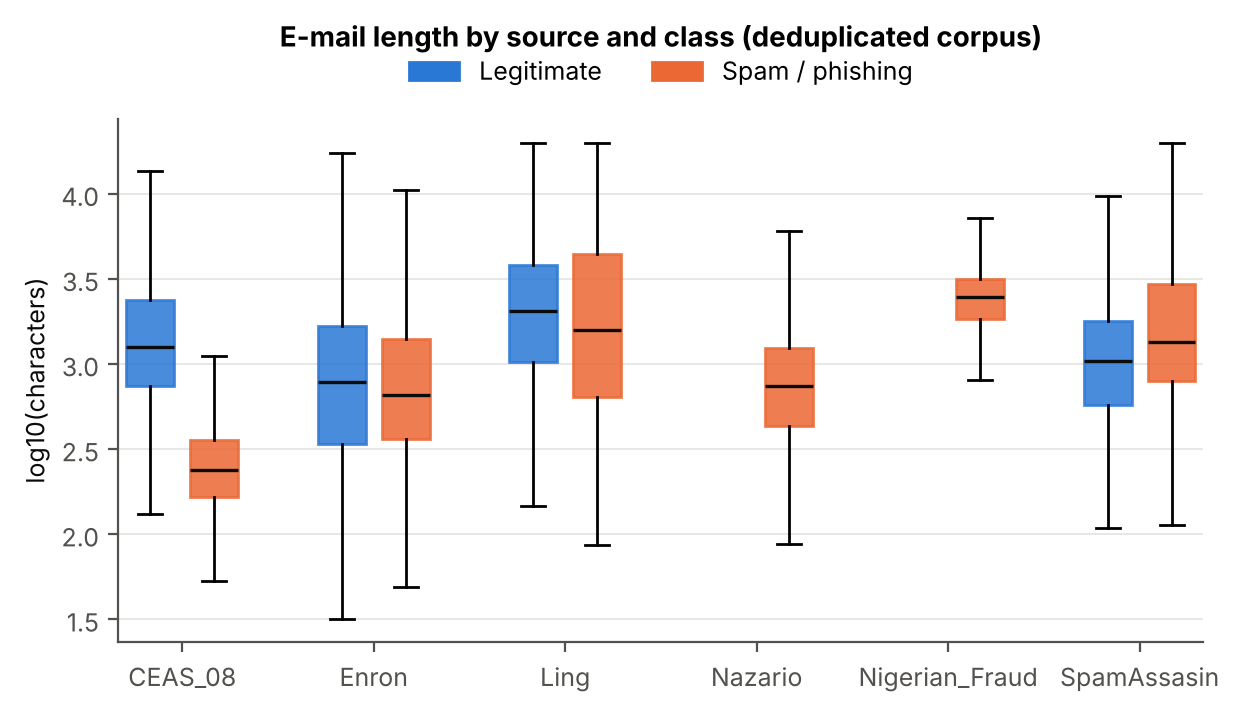 E-mail length by source and class (deduplicated corpus)
Legitimate Spam / phishing
log10(characters)
4.0
3.5
3.0
2.5
2.0
1.5
CEAS_08 Enron Ling Nazario Nigerian_Fraud SpamAssasin